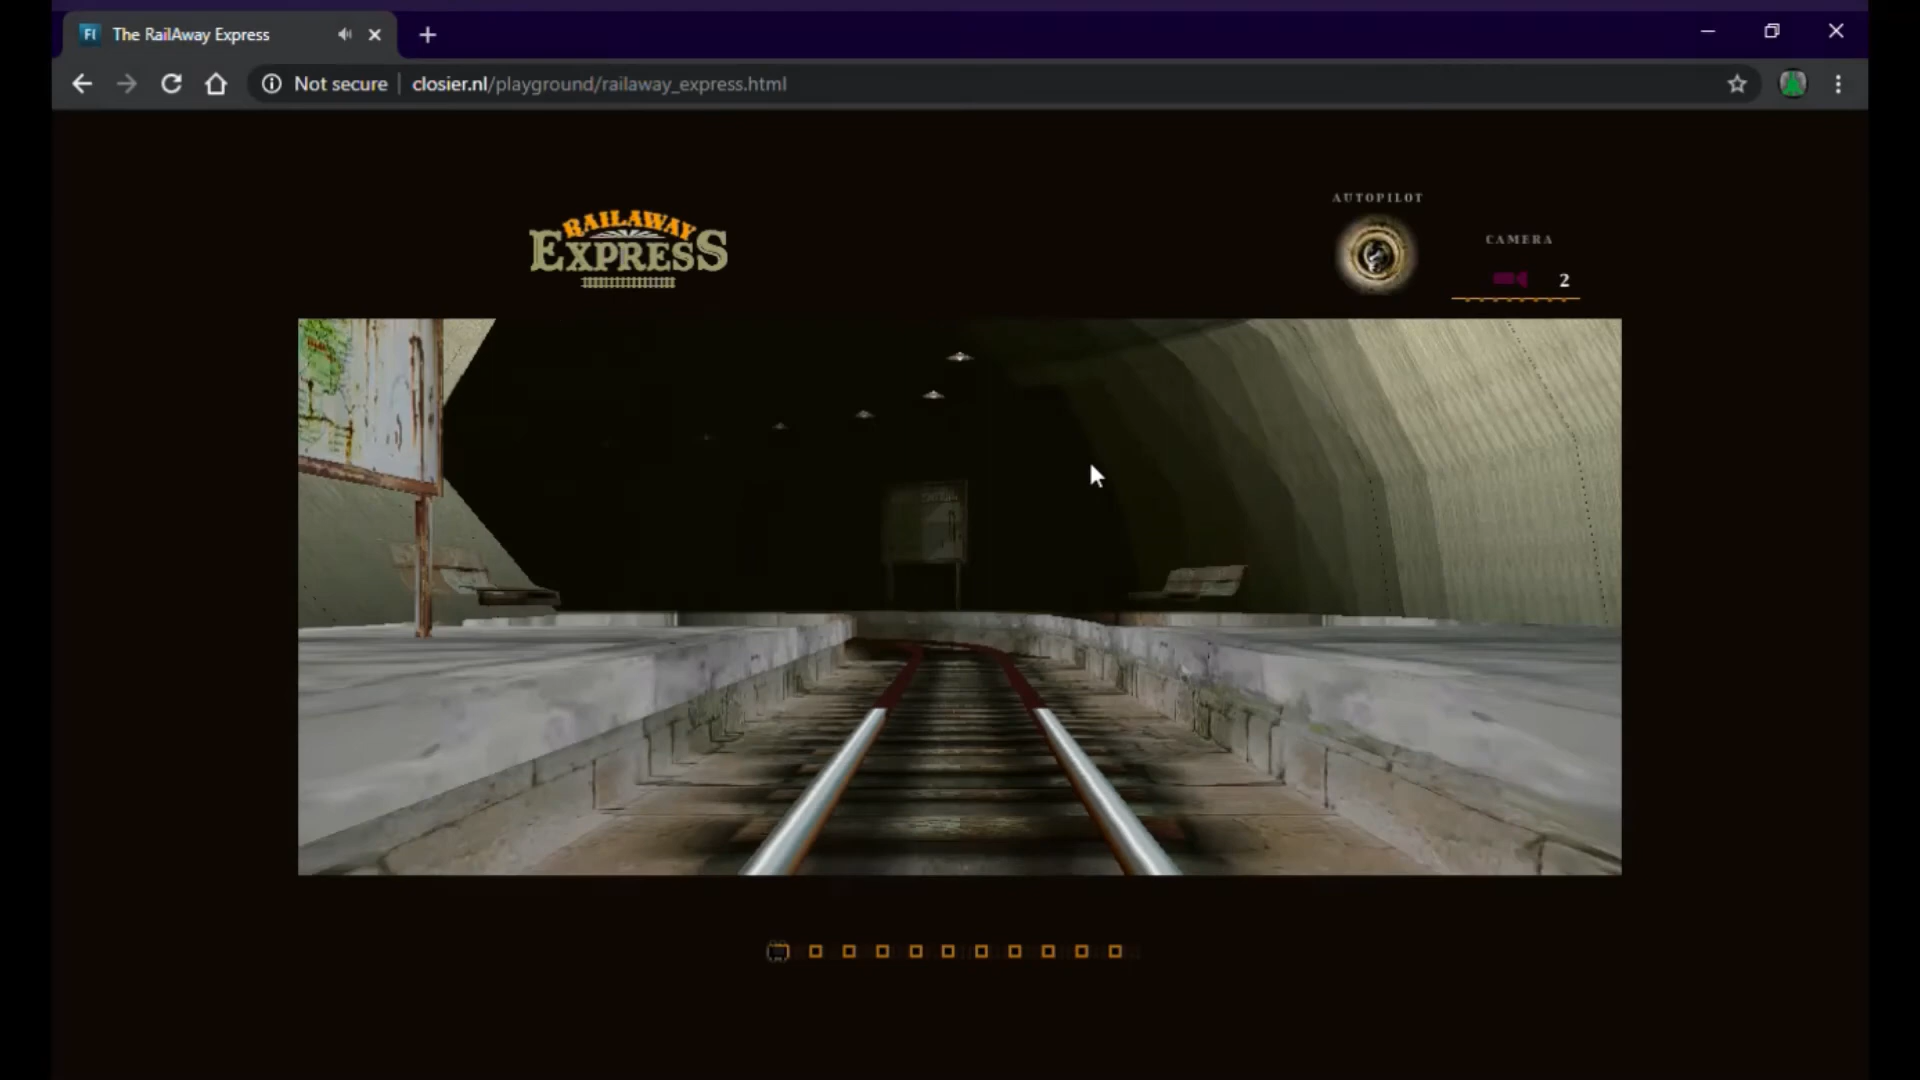 The RailAway Express
Not secure
closier.nl/playground/railaway_express.html
RAILAWAY
EXPRESS
AUTOPILOT
CAMERA
2